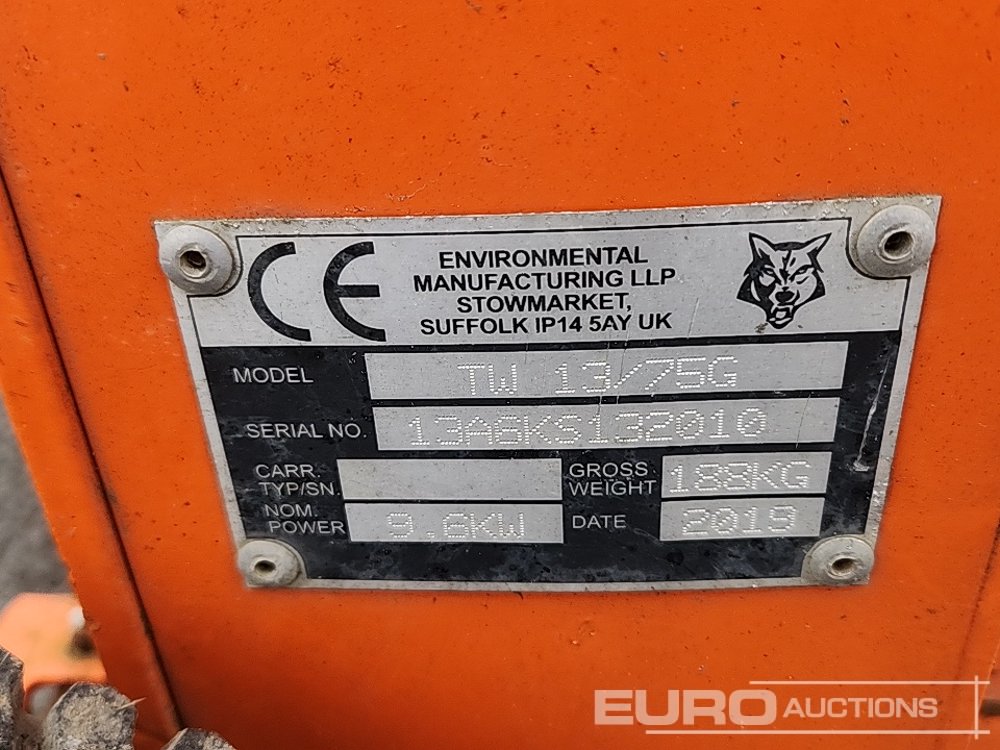 CE
ENVIRONMENTAL
MANUFACTURING LLP
STOWMARKET,
SUFFOLK IP14 5AY UK
MODEL TW 13/75G
SERIAL NO. 13A8KS132010
CARR. TYP/SN.
GROSS WEIGHT 188KG
NOM. POWER 9.6KW
DATE 2019
EURO AUCTIONS